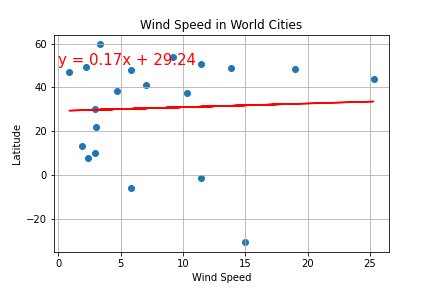 Wind Speed in World Cities
60
y = 0.17x + 29.24
40
20
0
−20
Latitude
0 5 10 15 20 25
Wind Speed